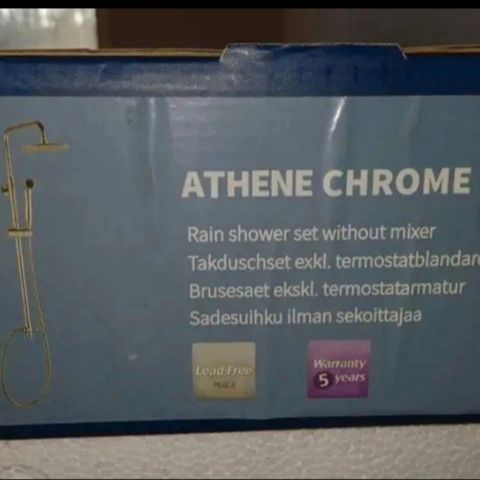 ATHENE CHROME
Rain shower set without mixer
Takduschset exkl. termostatblandare
Brusesaet ekskl. termostatarmatur
Sadesuihku ilman sekoittajaa
Lead Free
Warranty
5 years